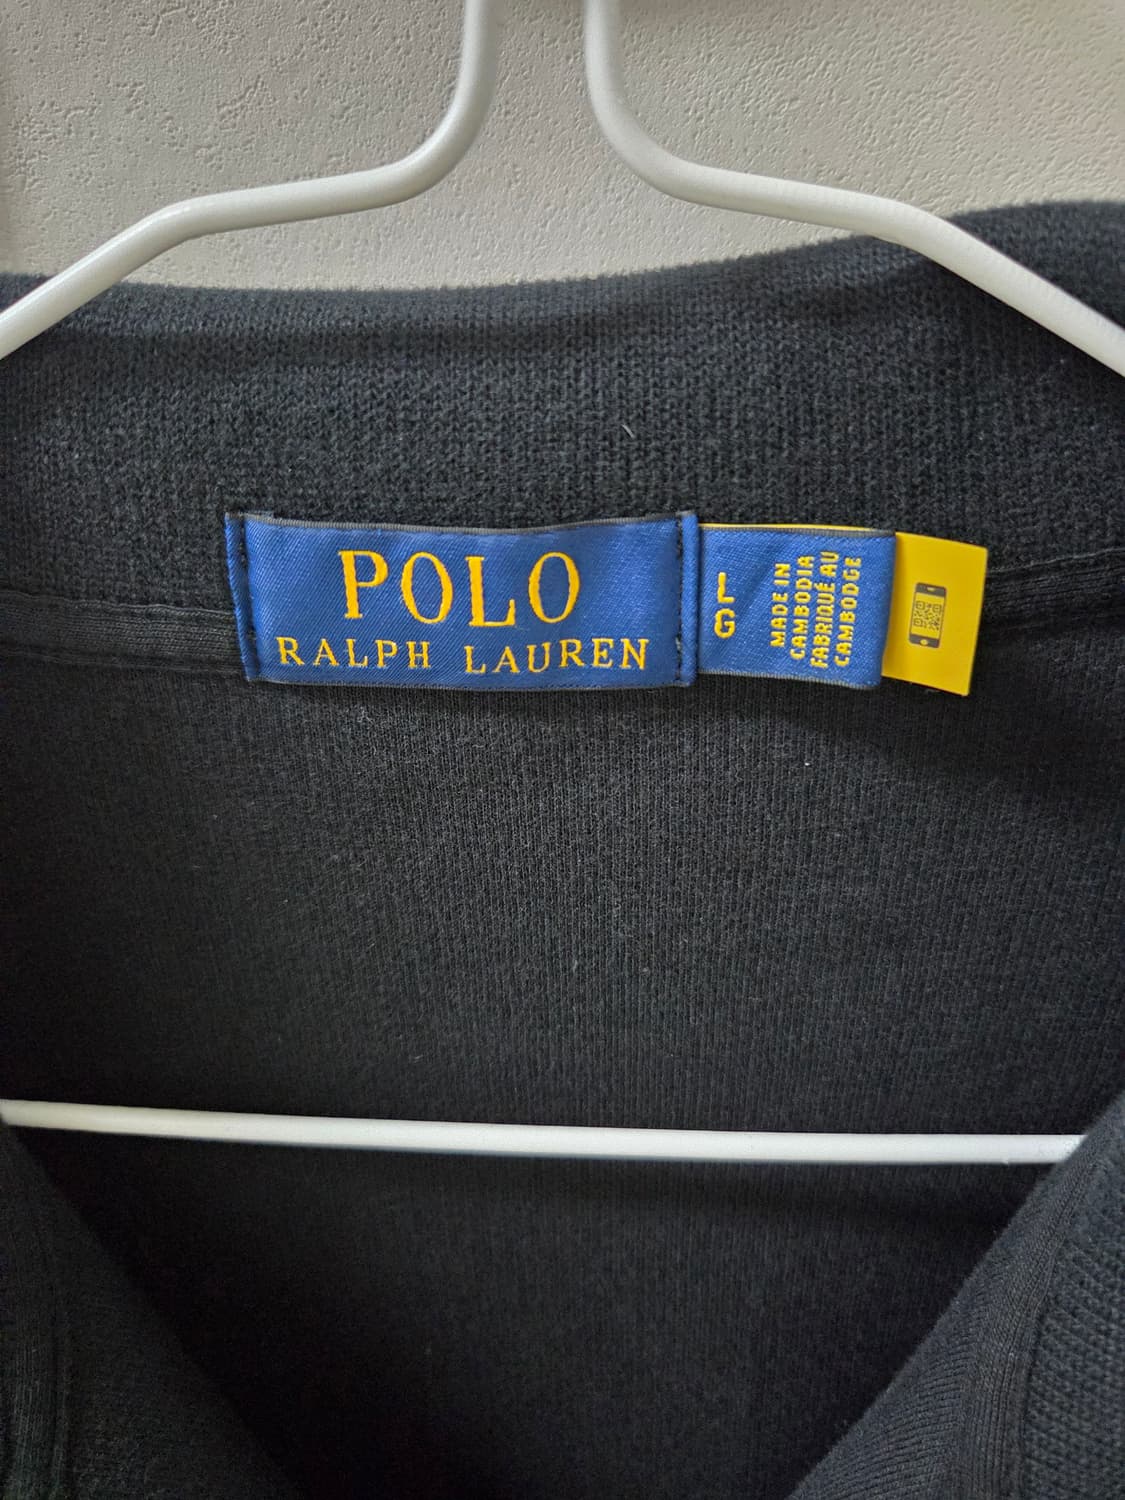 POLO
RALPH LAUREN
L
G
MADE IN
CAMBODIA
FABRIQUÉ AU
CAMBODGE